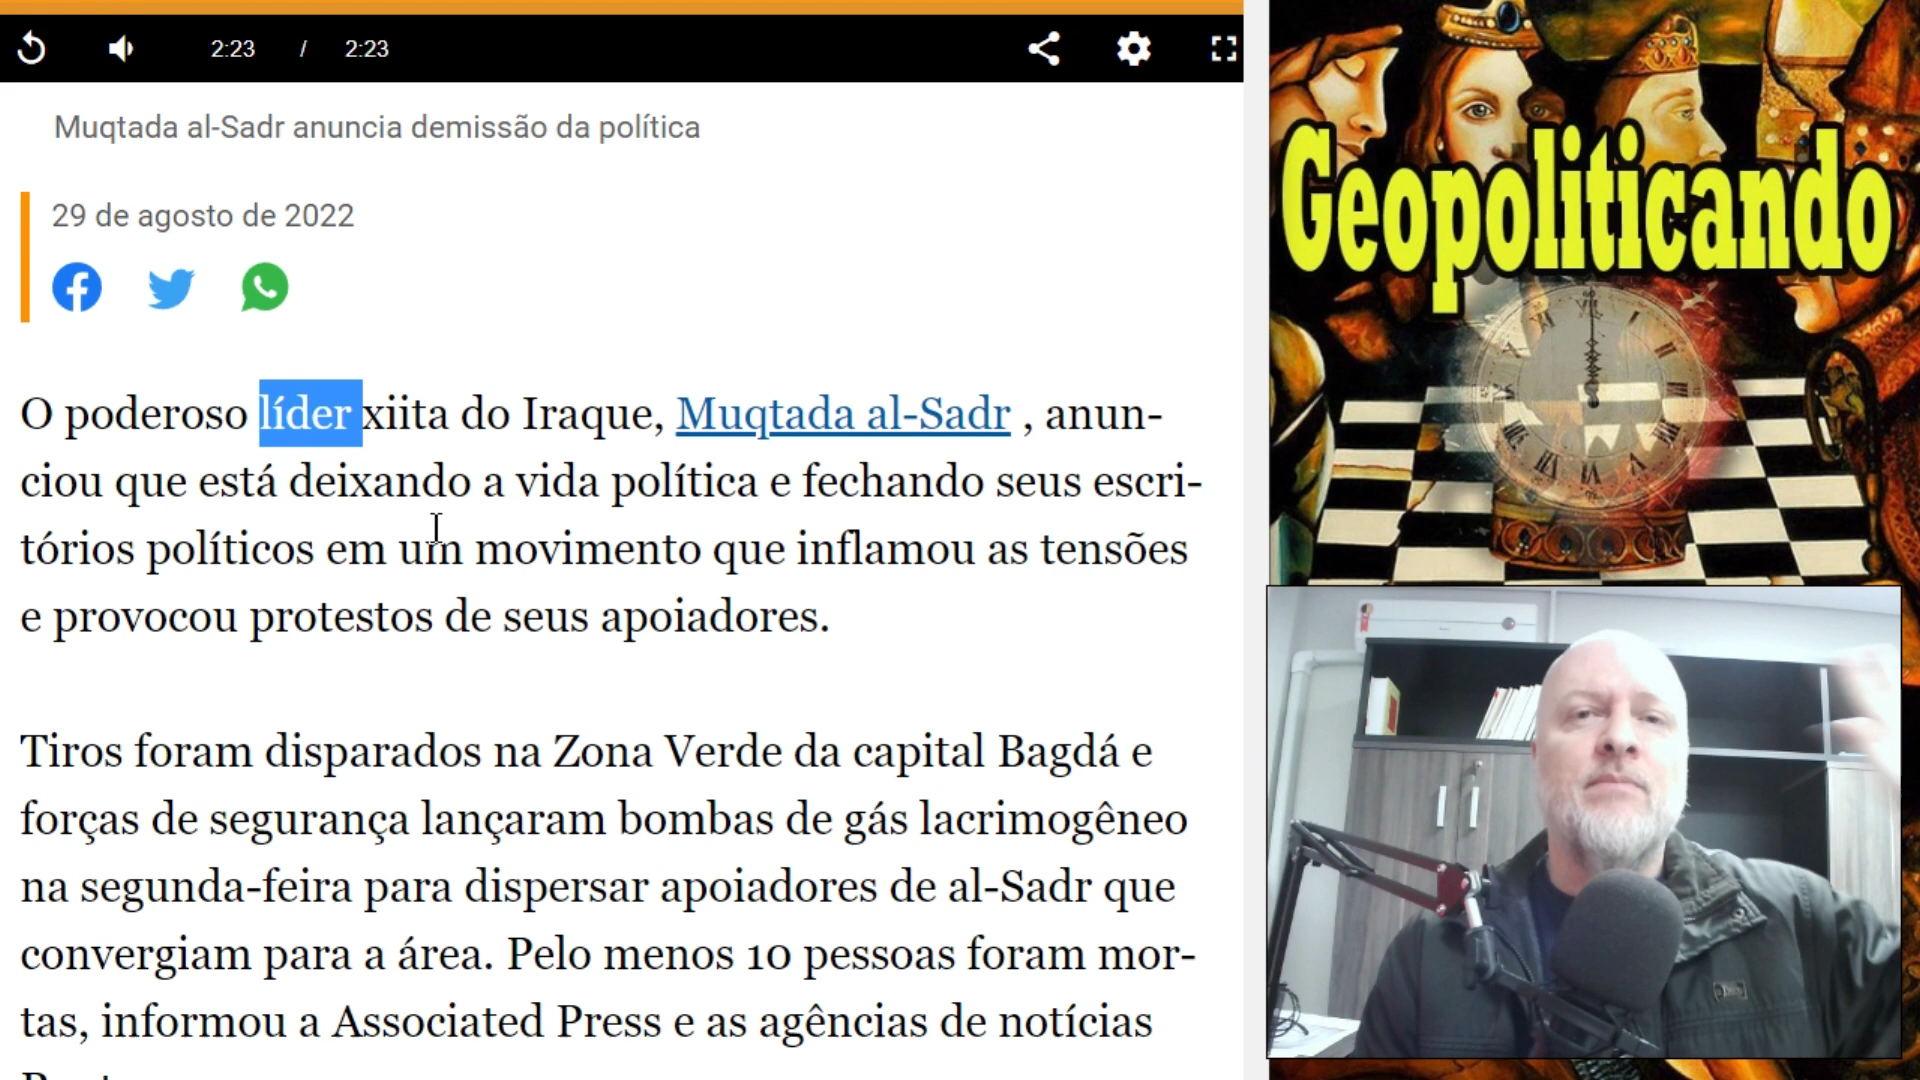 2:23 / 2:23
Muqtada al-Sadr anuncia demissão da política
29 de agosto de 2022
O poderoso líder xiita do Iraque, Muqtada al-Sadr , anun-
ciou que está deixando a vida política e fechando seus escri-
tórios políticos em um movimento que inflamou as tensões
e provocou protestos de seus apoiadores.
Tiros foram disparados na Zona Verde da capital Bagdá e
forças de segurança lançaram bombas de gás lacrimogêneo
na segunda-feira para dispersar apoiadores de al-Sadr que
convergiam para a área. Pelo menos 10 pessoas foram mor-
tas, informou a Associated Press e as agências de notícias
Geopoliticando